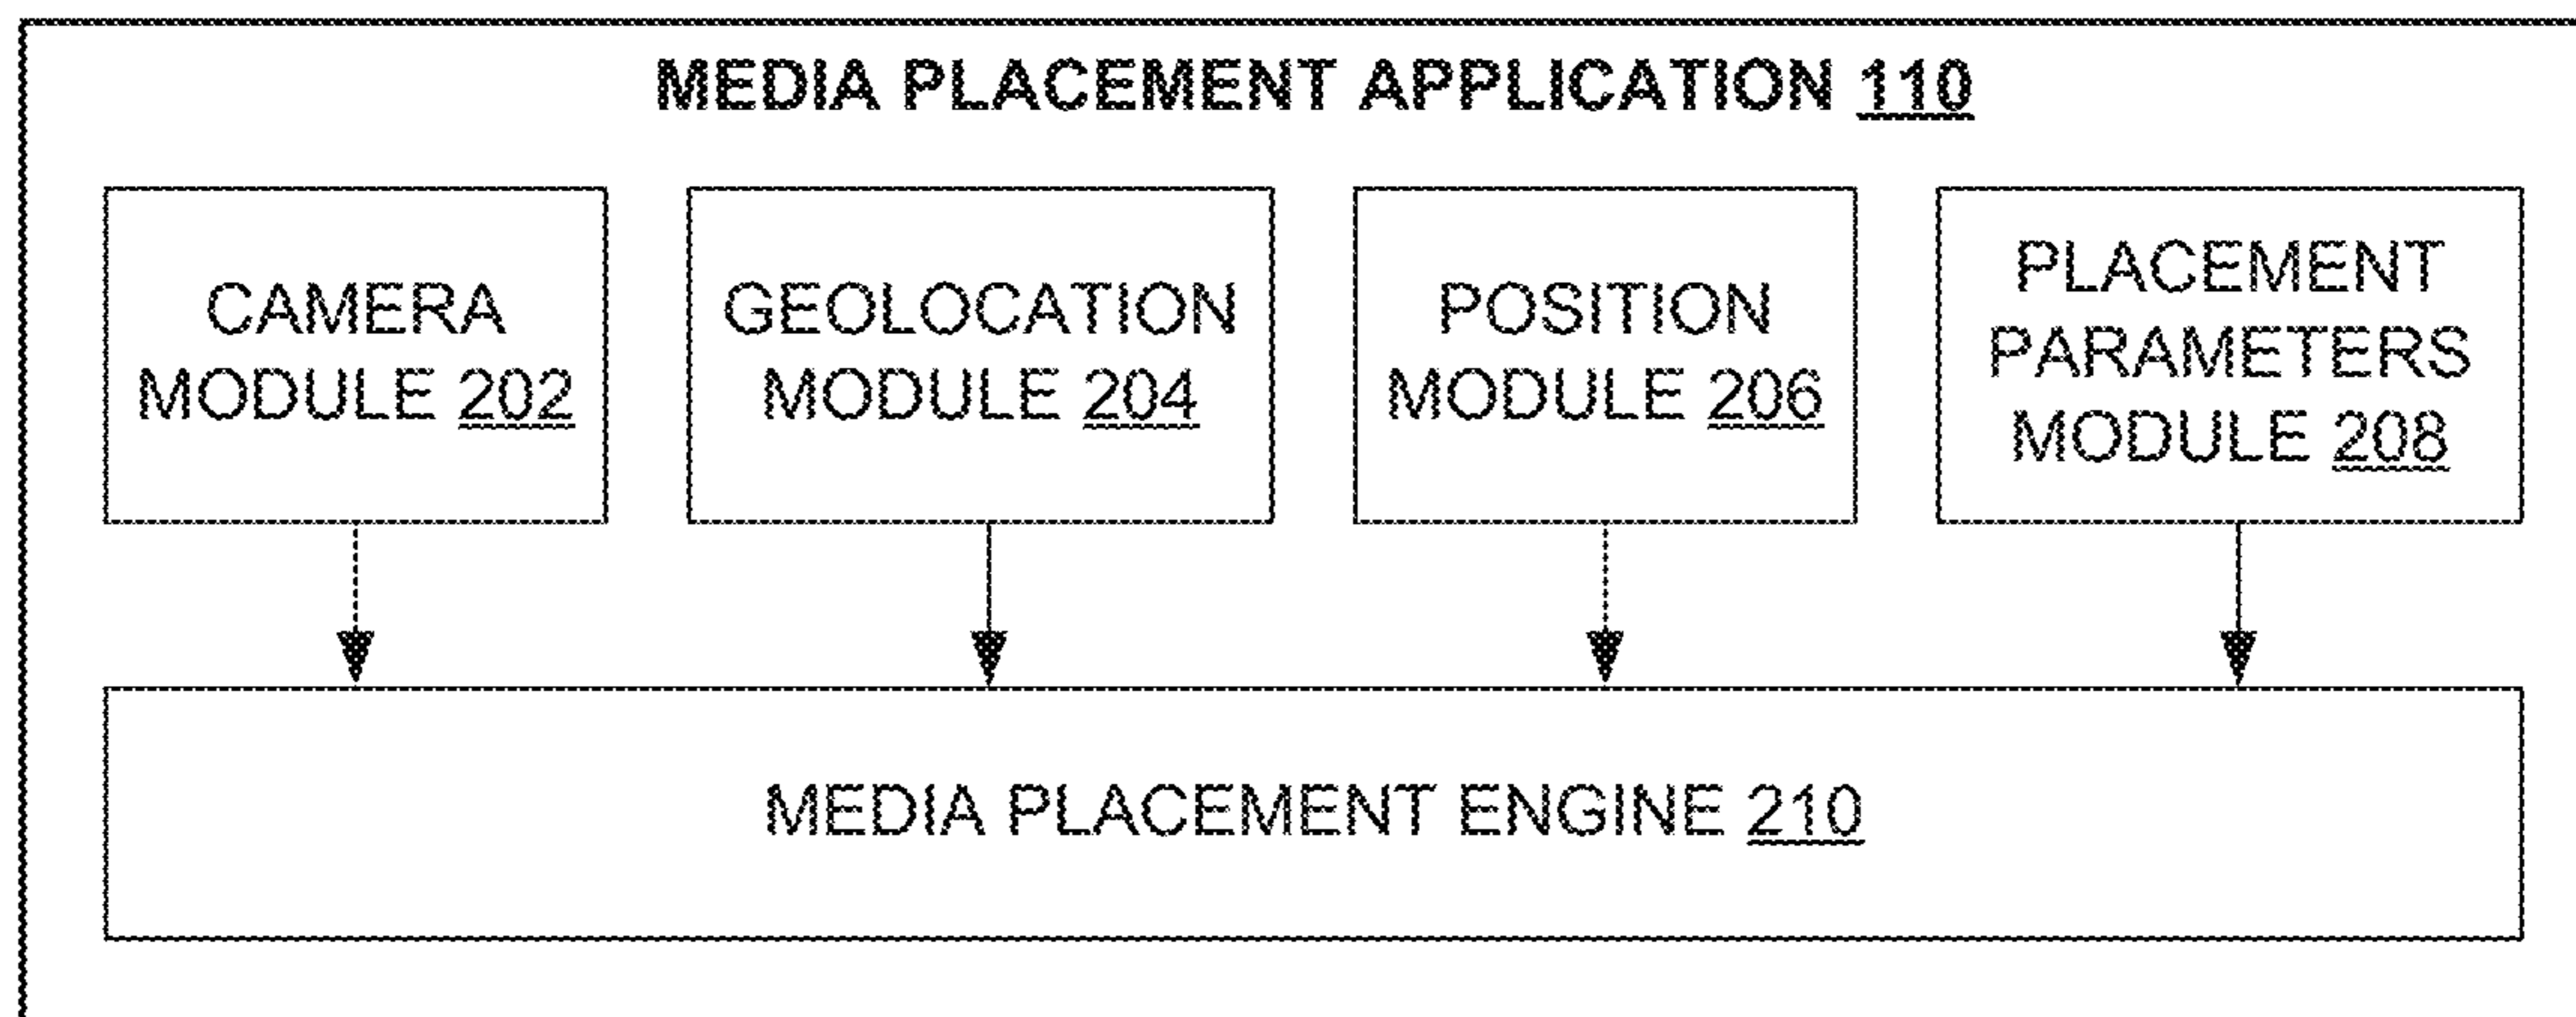 MEDIA PLACEMENT APPLICATION 110
CAMERA
MODULE 202
GEOLOCATION
MODULE 204
POSITION
MODULE 206
PLACEMENT
PARAMETERS
MODULE 208
MEDIA PLACEMENT ENGINE 210